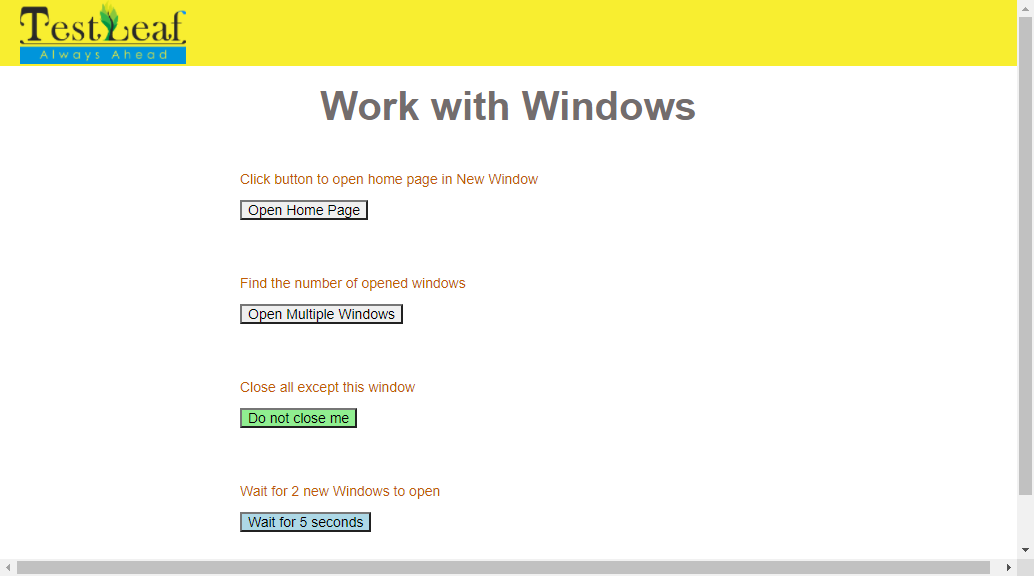 TestLeaf
Always Ahead
Work with Windows
Click button to open home page in New Window
Open Home Page
Find the number of opened windows
Open Multiple Windows
Close all except this window
Do not close me
Wait for 2 new Windows to open
Wait for 5 seconds